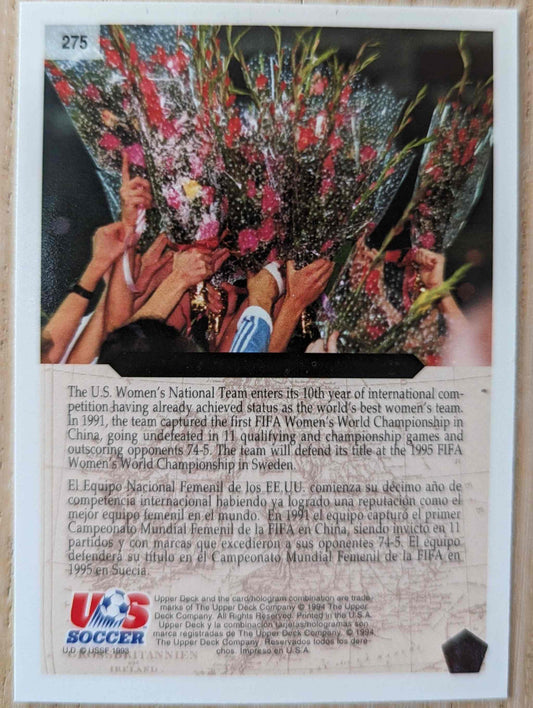 275
The U.S. Women's National Team enters its 10th year of international com-
petition having already achieved status as the world's best women's team.
In 1991, the team captured the first FIFA Women's World Championship in
China, going undefeated in 11 qualifying and championship games and
outscoring opponents 74-5. The team will defend its title at the 1995 FIFA
Women's World Championship in Sweden.
El Equipo Nacional Femenil de los EE.UU. comienza su décimo año de
competencia internacional habiendo ya logrado una reputación como el
mejor equipo femenil en el mundo. En 1991 el equipo capturó el primer
Campeonato Mundial Femenil de la FIFA en China, siendo invicto en 11
partidos y con marcas que excedieron a sus oponentes 74-5. El equipo
defenderá su título en el Campeonato Mundial Femenil de la FIFA en
1995 en Suecia.
US
SOCCER
U.D. © USSF 1993
Upper Deck and the card/hologram combination are trade-
marks of The Upper Deck Company © 1994 The Upper
Deck Company. All Rights Reserved. Printed in the U.S.A.
Upper Deck y la combinación tarjetas/hologramas son
marca registradas de The Upper Deck Company. © 1994
The Upper Deck Company. Reservados todos los dere-
chos. Impreso en U.S.A.
GROSSBRITANNIEN
IRELAND